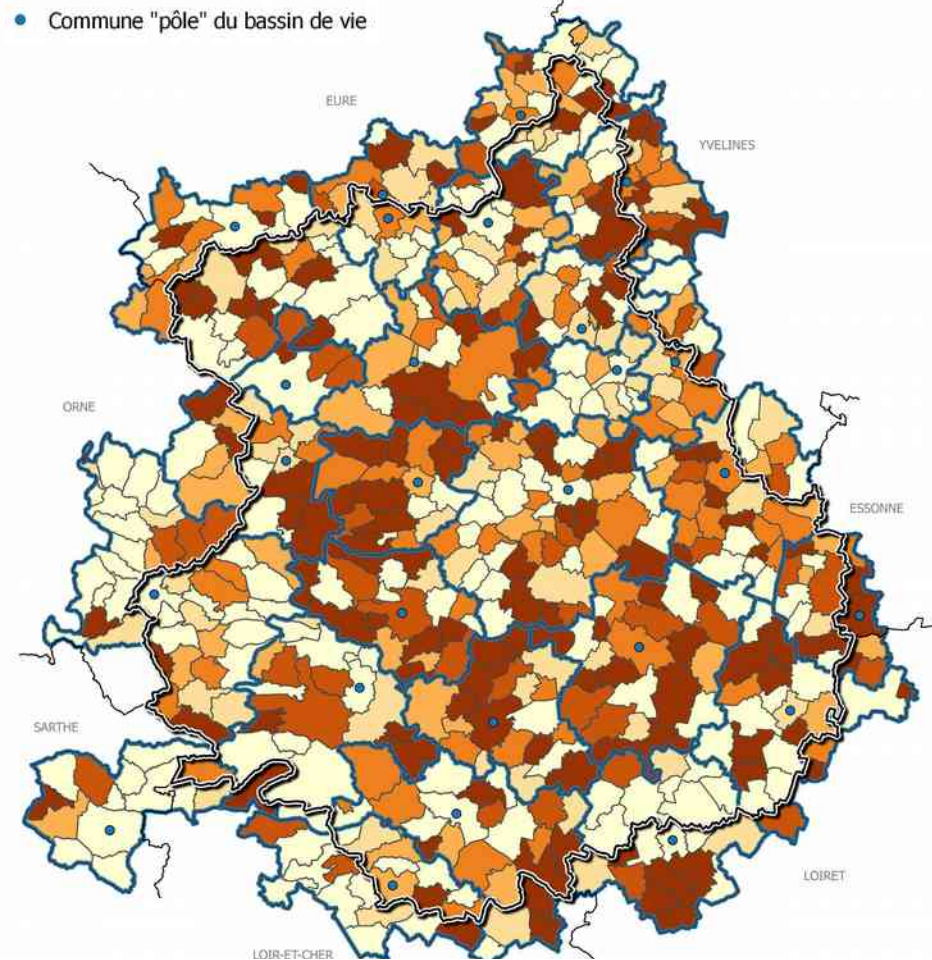 Commune "pôle" du bassin de vie
EURE
YVELINES
ORNE
ESSONNE
SARTHE
LOIRET
LOIR-ET-CHER